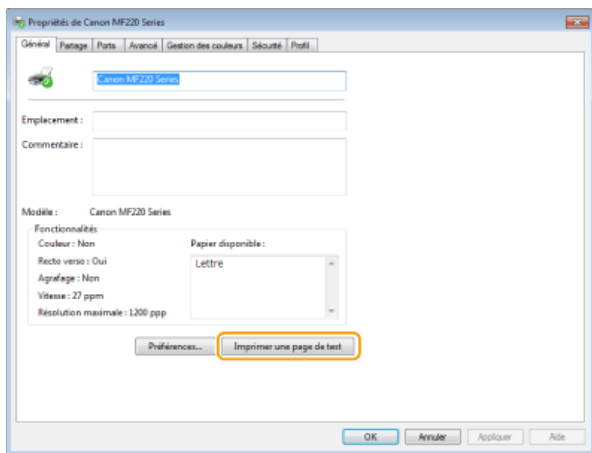 Propriétés de Canon MF220 Series
Général Partage Ports Avancé Gestion des couleurs Sécurité Profil
Canon MF220 Series
Emplacement :
Commentaire :
Modèle : Canon MF220 Series
Fonctionnalités
Couleur : Non Papier disponible :
Recto verso : Oui Lettre
Agrafage : Non
Vitesse : 27 ppm
Résolution maximale : 1200 ppp
Préférences... Imprimer une page de test
OK Annuler Appliquer Aide